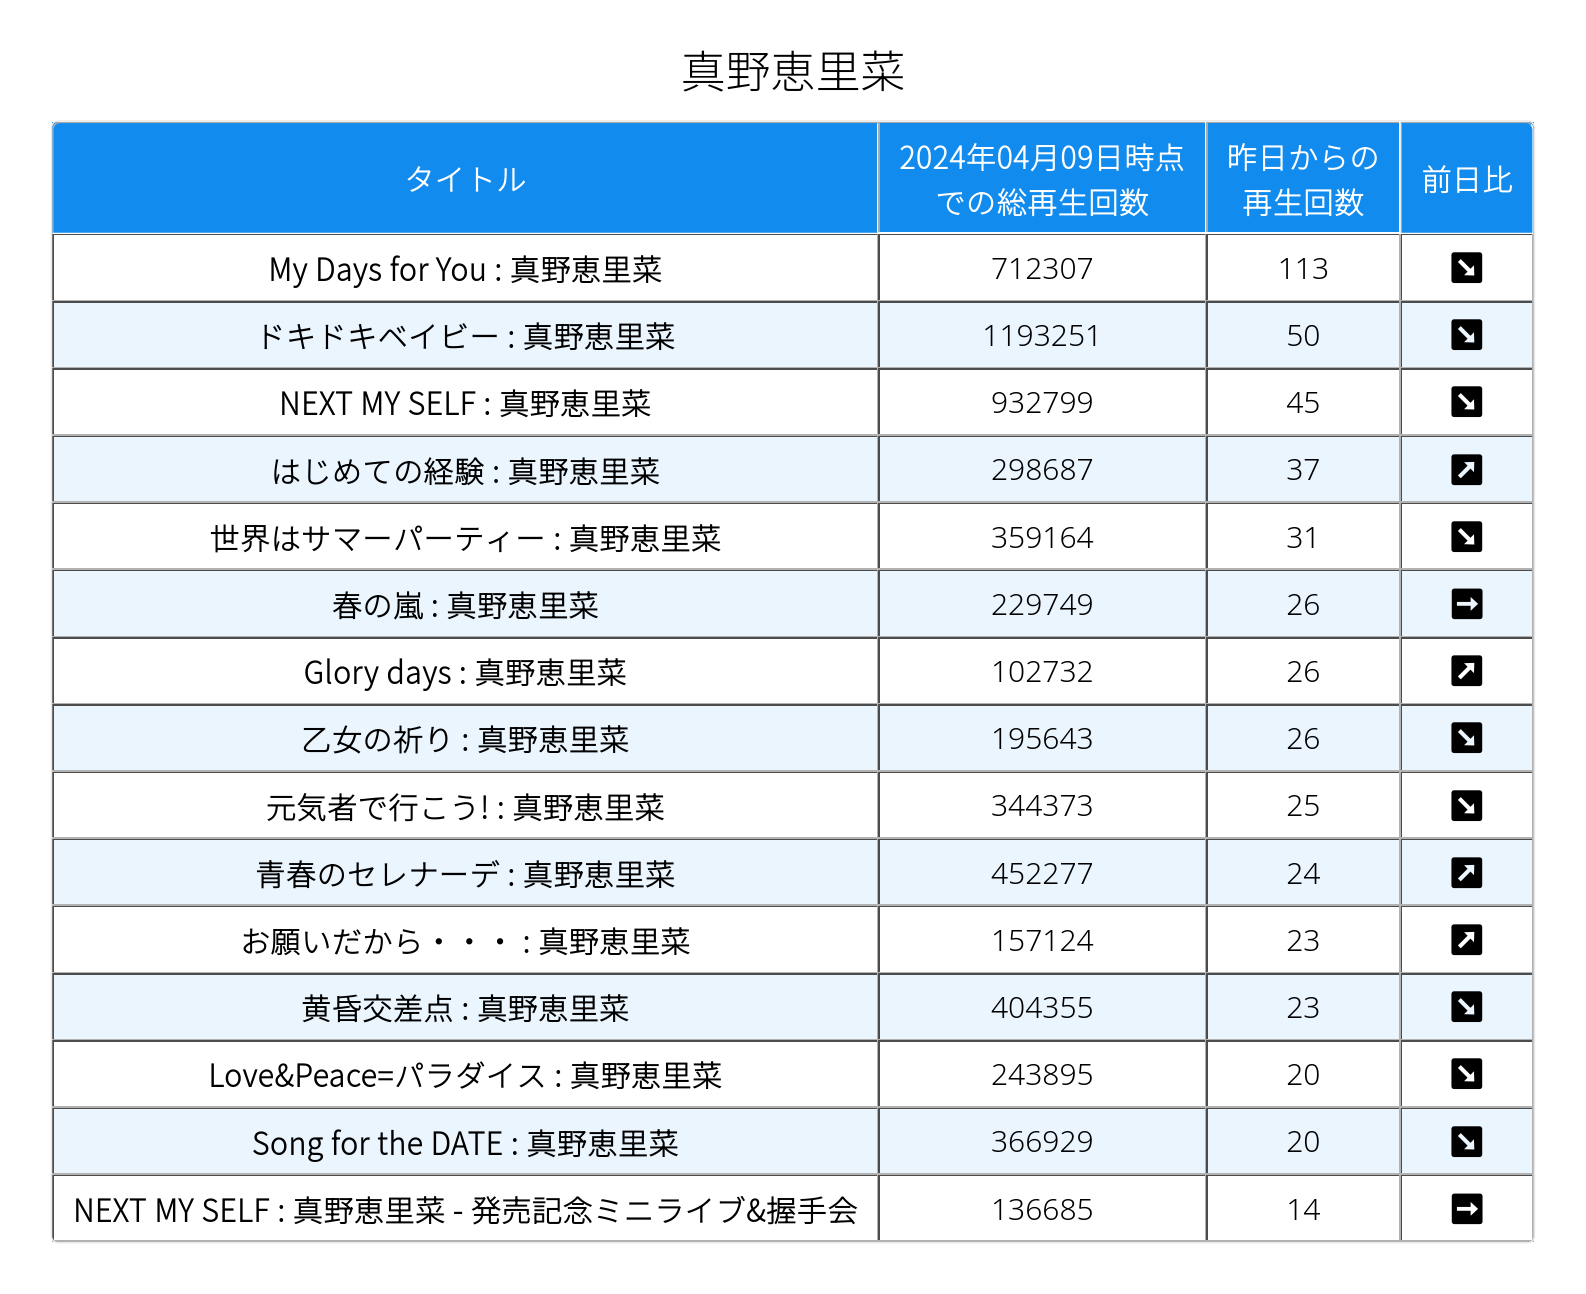 真野恵里菜
タイトル 2024年04月09日時点での総再生回数 昨日からの再生回数 前日比
My Days for You : 真野恵里菜 712307 113 ↘
ドキドキベイビー : 真野恵里菜 1193251 50 ↘
NEXT MY SELF : 真野恵里菜 932799 45 ↘
はじめての経験 : 真野恵里菜 298687 37 ↗
世界はサマーパーティー : 真野恵里菜 359164 31 ↘
春の嵐 : 真野恵里菜 229749 26 →
Glory days : 真野恵里菜 102732 26 ↗
乙女の祈り : 真野恵里菜 195643 26 ↘
元気者で行こう! : 真野恵里菜 344373 25 ↘
青春のセレナーデ : 真野恵里菜 452277 24 ↗
お願いだから・・・ : 真野恵里菜 157124 23 ↗
黄昏交差点 : 真野恵里菜 404355 23 ↘
Love&Peace=パラダイス : 真野恵里菜 243895 20 ↘
Song for the DATE : 真野恵里菜 366929 20 ↘
NEXT MY SELF : 真野恵里菜 - 発売記念ミニライブ&握手会 136685 14 →